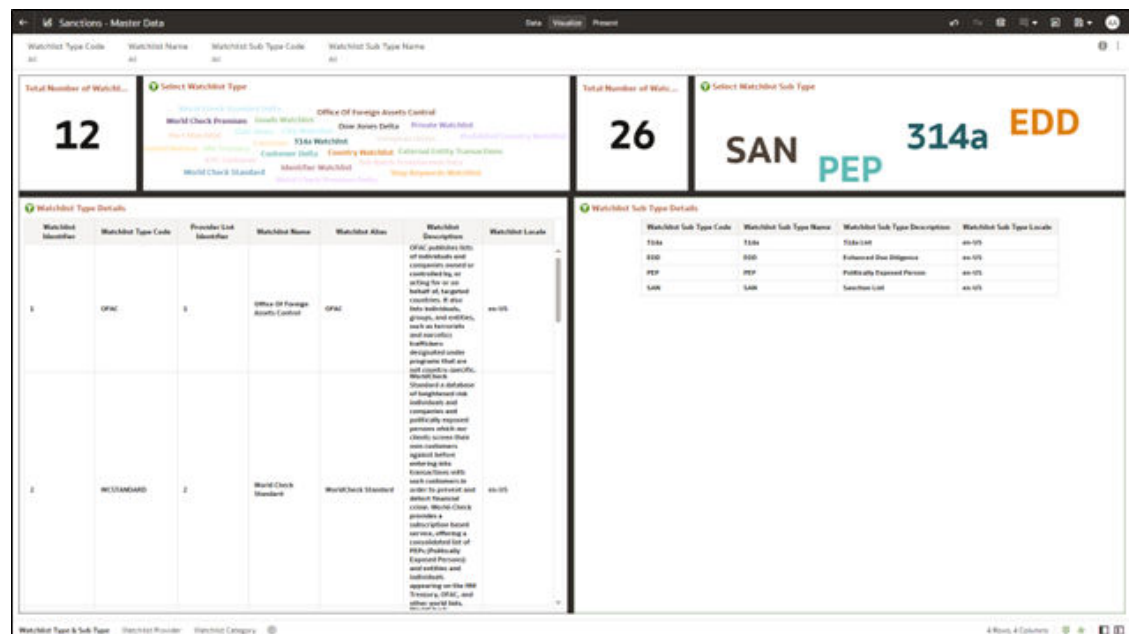 Sanctions - Master Data
Data Visualize Present
Watchlist Type Code Watchlist Name Watchlist Sub Type Code Watchlist Sub Type Name
All All All All
Total Number of Watchli...
12
Select Watchlist Type
Office Of Foreign Assets Control
World Check Premium Assets Watchlist
Dow Jones Delta Private Watchlist
314a Watchlist
Customer Delta Country Watchlist External Entity Transactions
Identifier Watchlist
World Check Standard
Stop Keywords Watchlist
Total Number of Watc...
26
Select Watchlist Sub Type
SAN PEP 314a EDD
Watchlist Type Details
Watchlist Identifier Watchlist Type Code Provider List Identifier Watchlist Name Watchlist Alias Watchlist Description Watchlist Locale
1 OFAC 1 Office Of Foreign Assets Control OFAC
OFAC publishes lists
of individuals and
companies owned or
controlled by, or
acting for or on
behalf of, targeted
countries. It also
lists individuals,
groups, and entities,
such as terrorists
and narcotics
traffickers
designated under
programs that are
not country-specific.
en-US
2 WCSTANDARD 2 World Check Standard WorldCheck Standard
WorldCheck
Standard a database
of heightened risk
individuals and
companies and
politically exposed
persons which our
clients screen their
own customers
against before
entering into
transactions with
such customers in
order to prevent and
detect financial
crime. World-Check
provides a
subscription based
service, offering a
consolidated list of
PEPs (Politically
Exposed Persons)
and entities and
individuals
appearing on the HM
Treasury, OFAC, and
other world lists.
en-US
Watchlist Sub Type Details
Watchlist Sub Type Code Watchlist Sub Type Name Watchlist Sub Type Description Watchlist Sub Type Locale
314a 314a 314a List en-US
EDD EDD Enhanced Due Diligence en-US
PEP PEP Politically Exposed Person en-US
SAN SAN Sanction List en-US
Watchlist Type & Sub Type Watchlist Provider Watchlist Category
4 Rows, 4 Columns